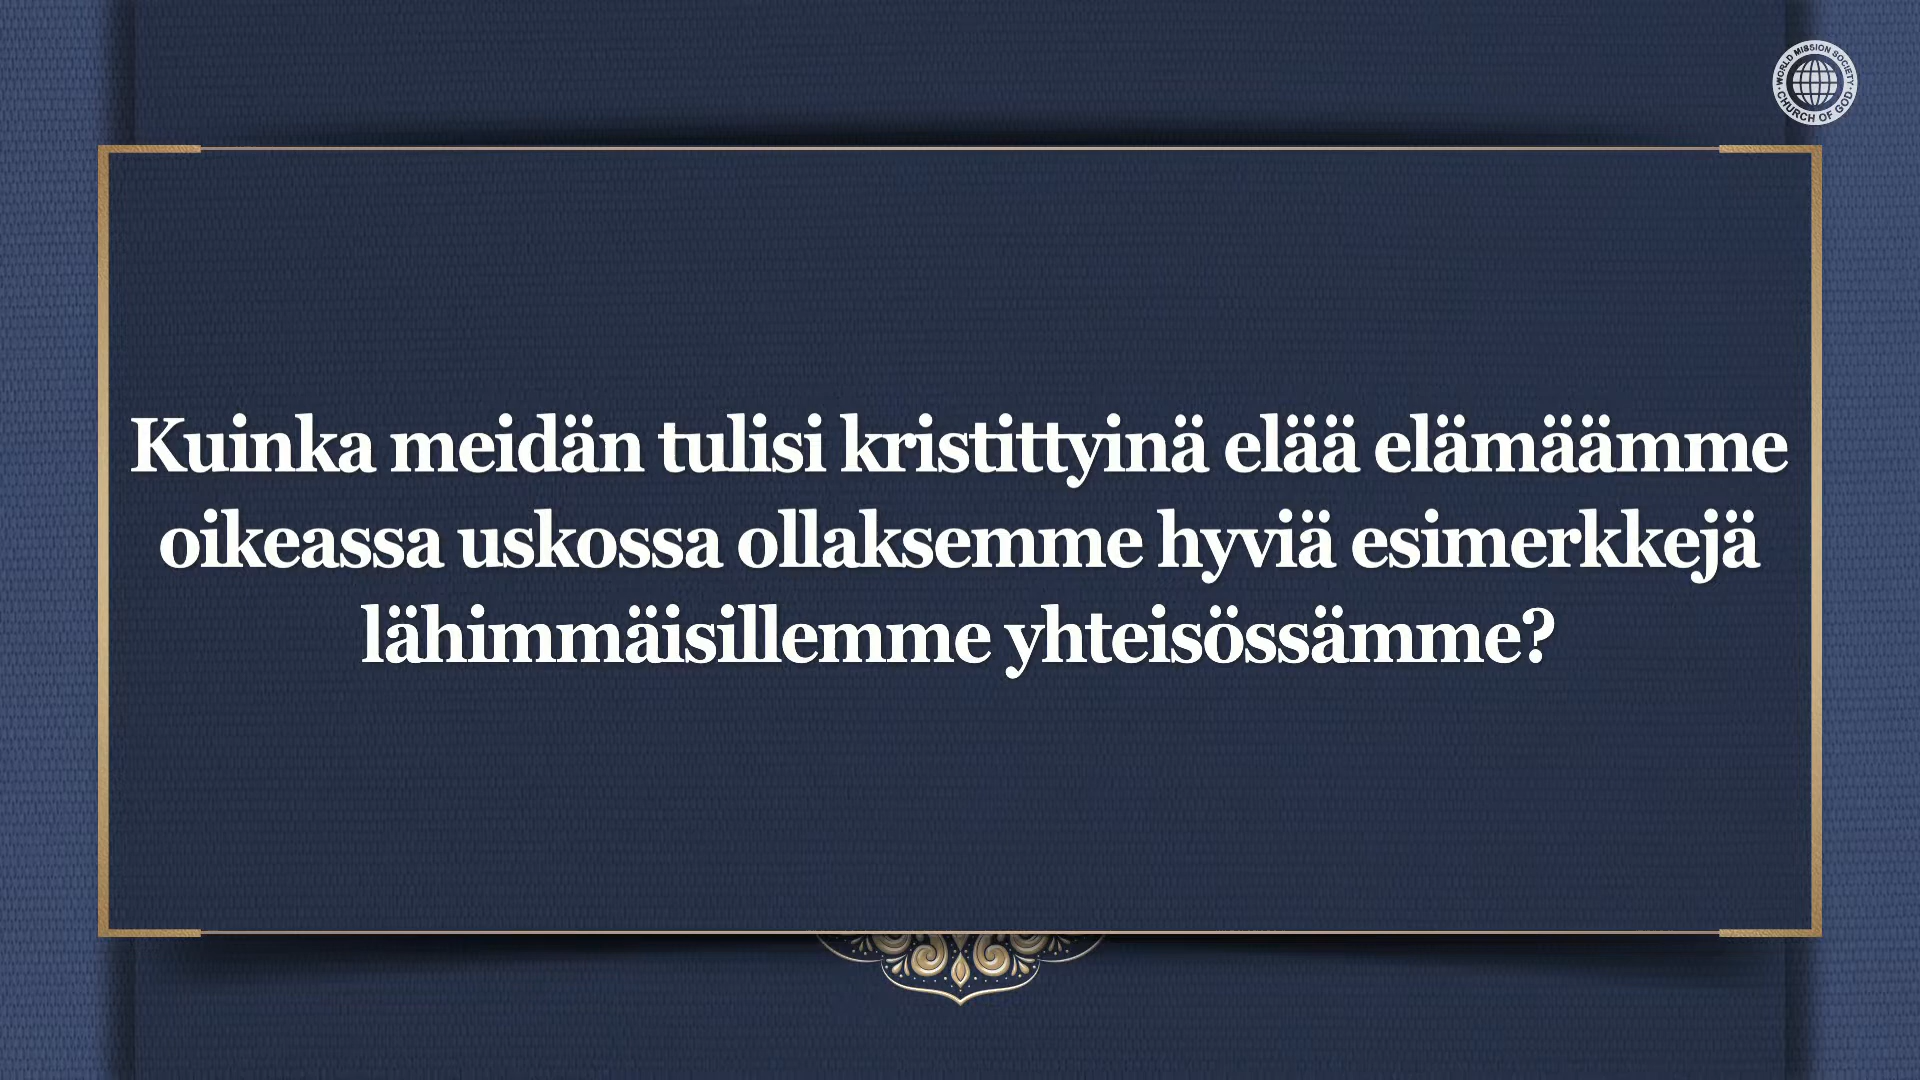 WORLD MISSION SOCIETY
CHURCH OF GOD
Kuinka meidän tulisi kristittyinä elää elämäämme
oikeassa uskossa ollaksemme hyviä esimerkkejä
lähimmäisillemme yhteisössämme?